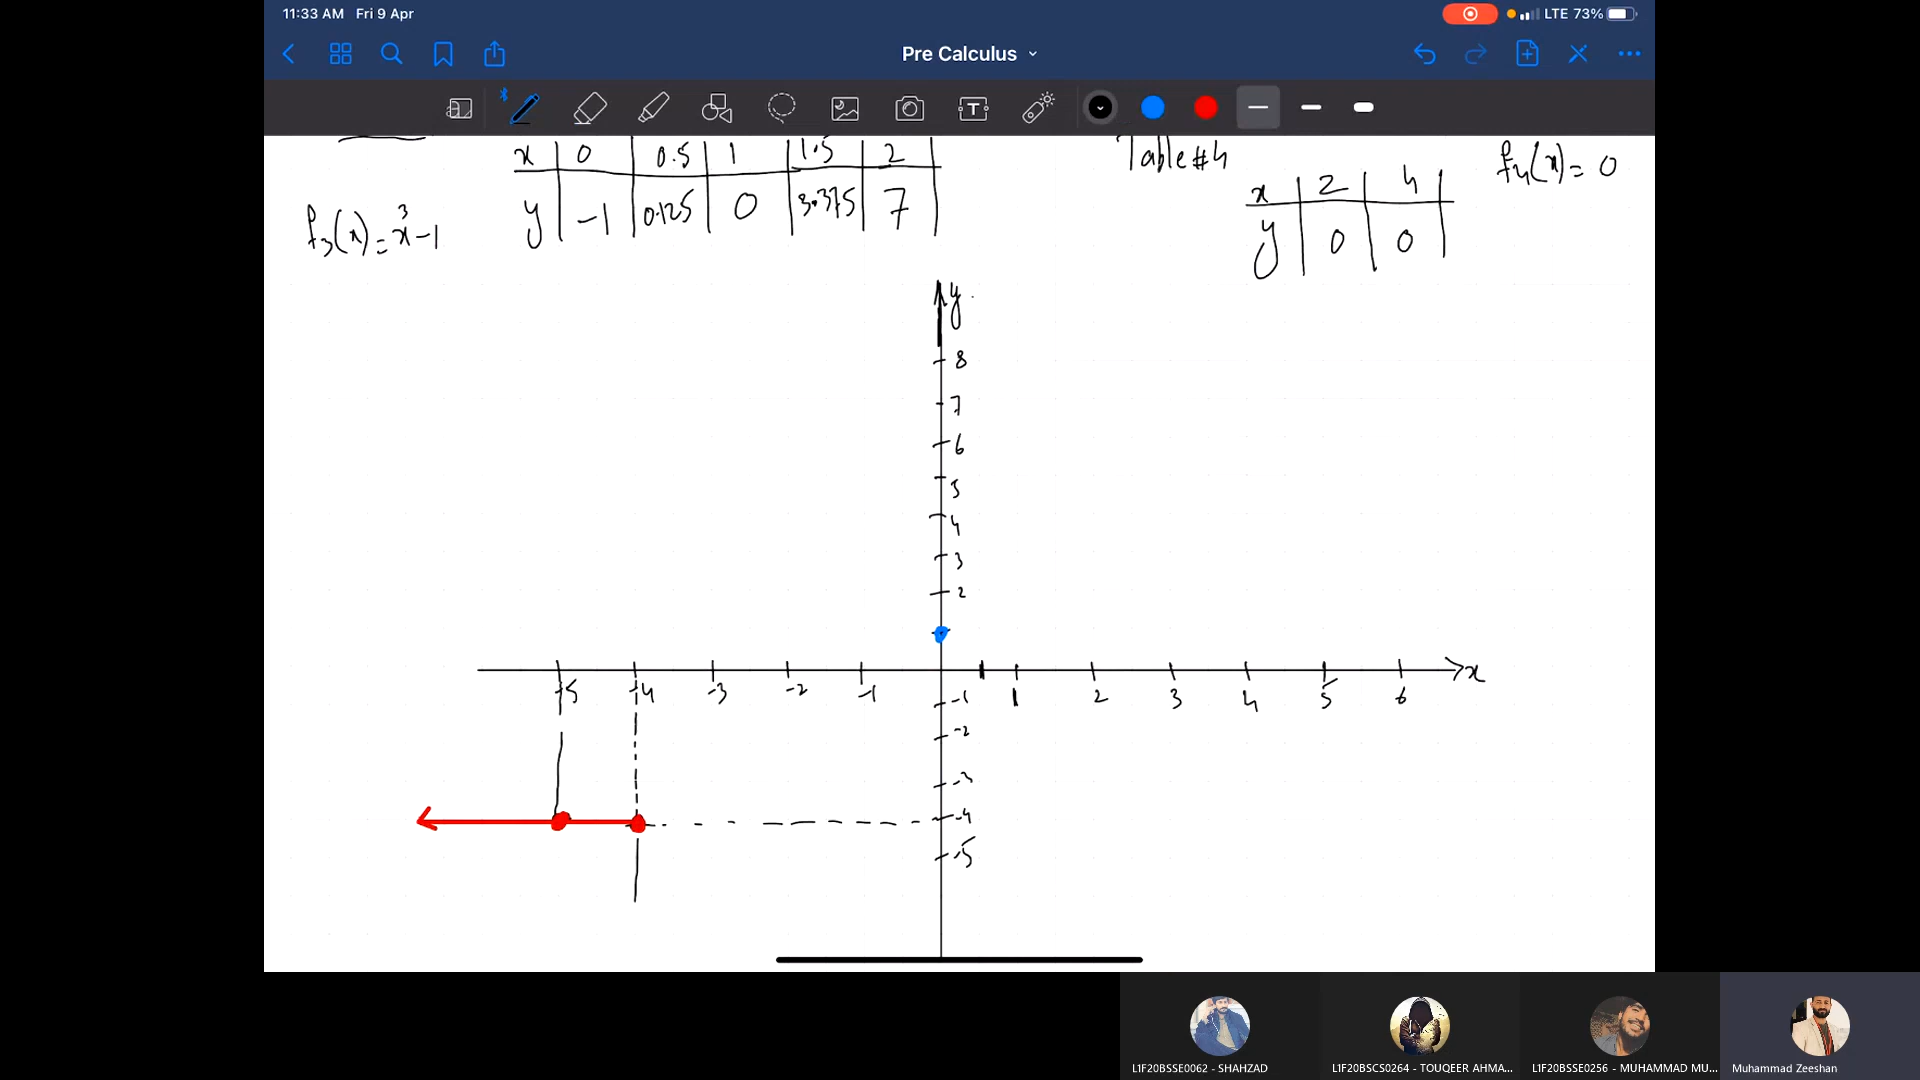 11:33 AM Fri 9 Apr
LTE 73%
Pre Calculus
x 0 0.5 1 1.5 2
y -1 0.125 0 3.375 7
f₃(x)=x³-1
Table #4
f₄(x)=0
x 2 4
y 0 0
y
8
7
6
5
4
3
2
-5 -4 -3 -2 -1 1 2 3 4 5 6 x
-1
-2
-3
-4
-5
L1F20BSSE0062 - SHAHZAD
L1F20BSCS0264 - TOUQEER AHMA...
L1F20BSSE0256 - MUHAMMAD MU...
Muhammad Zeeshan